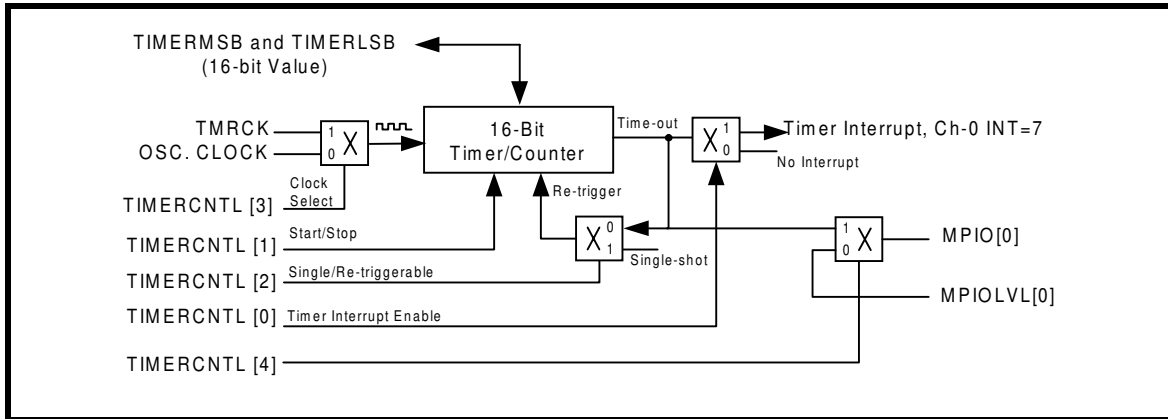 TIMERMSB and TIMERLSB
(16-bit Value)
TMRCK
OSC. CLOCK
1
0
X
16-Bit
Timer/Counter
Time-out
X
1
0
Timer Interrupt, Ch-0 INT=7
No Interrupt
Clock
Select
TIMERCNTL [3]
Re-trigger
Start/Stop
TIMERCNTL [1]
X
0
1
Single-shot
1
0
X
MPIO[0]
MPIOLVL[0]
TIMERCNTL [2]
Single/Re-triggerable
TIMERCNTL [0]
Timer Interrupt Enable
TIMERCNTL [4]